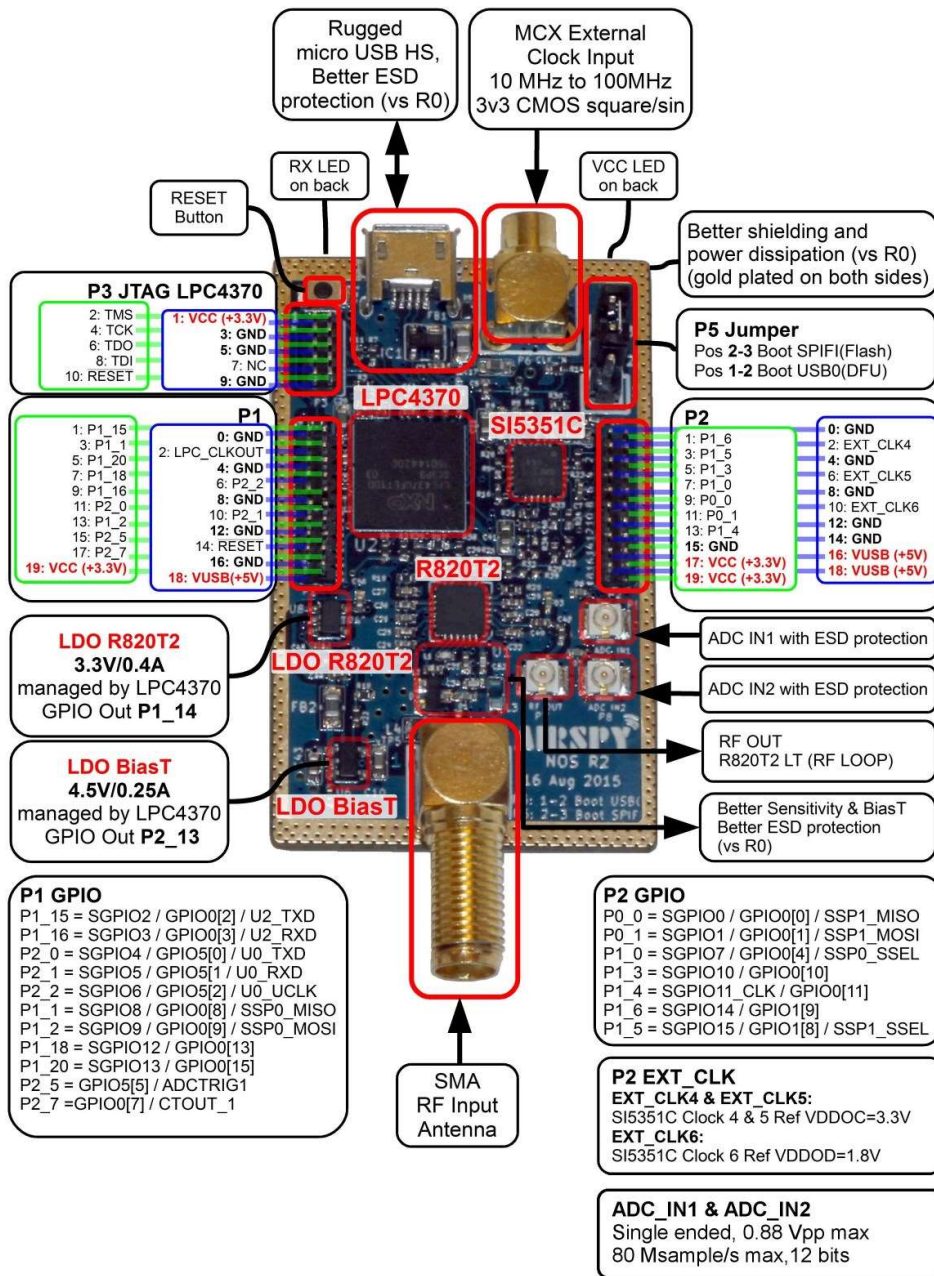 Rugged
micro USB HS,
Better ESD
protection (vs R0)
MCX External
Clock Input
10 MHz to 100MHz
3v3 CMOS square/sin
RX LED
on back
VCC LED
on back
RESET
Button
Better shielding and
power dissipation (vs R0)
(gold plated on both sides)
P3 JTAG LPC4370
2: TMS
4: TCK
6: TDO
8: TDI
10: RESET
1: VCC (+3.3V)
3: GND
5: GND
7: NC
9: GND
P5 Jumper
Pos 2-3 Boot SPIFI(Flash)
Pos 1-2 Boot USB0(DFU)
LPC4370
SI5351C
P1
1: P1_15
3: P1_1
5: P1_20
7: P1_18
9: P1_16
11: P2_0
13: P1_2
15: P2_5
17: P2_7
19: VCC (+3.3V)
0: GND
2: LPC_CLKOUT
4: GND
6: P2_2
8: GND
10: P2_1
12: GND
14: RESET
16: GND
18: VUSB(+5V)
P2
1: P1_6
3: P1_5
5: P1_3
7: P1_0
9: P0_0
11: P0_1
13: P1_4
15: GND
17: VCC (+3.3V)
19: VCC (+3.3V)
0: GND
2: EXT_CLK4
4: GND
6: EXT_CLK5
8: GND
10: EXT_CLK6
12: GND
14: GND
16: VUSB (+5V)
18: VUSB (+5V)
U2
R820T2
LDO R820T2
LDO R820T2
3.3V/0.4A
managed by LPC4370
GPIO Out P1_14
ADC IN1
ADC IN1 with ESD protection
ADC IN2 with ESD protection
ADC IN2
P8
FB2
RF OUT
R820T2 LT (RF LOOP)
AIRSPY
NOS R2
16 Aug 2015
1-2 Boot USB(
2-3 Boot SPIF
LDO BiasT
LDO BiasT
4.5V/0.25A
managed by LPC4370
GPIO Out P2_13
Better Sensitivity & BiasT
Better ESD protection
(vs R0)
P1 GPIO
P1_15 = SGPIO2 / GPIO0[2] / U2_TXD
P1_16 = SGPIO3 / GPIO0[3] / U2_RXD
P2_0 = SGPIO4 / GPIO5[0] / U0_TXD
P2_1 = SGPIO5 / GPIO5[1 / U0_RXD
P2_2 = SGPIO6 / GPIO5[2] / U0_UCLK
P1_1 = SGPIO8 / GPIO0[8] / SSP0_MISO
P1_2 = SGPIO9 / GPIO0[9] / SSP0_MOSI
P1_18 = SGPIO12 / GPIO0[13]
P1_20 = SGPIO13 / GPIO0[15]
P2_5 = GPIO5[5] / ADCTRIG1
P2_7 =GPIO0[7] / CTOUT_1
SMA
RF Input
Antenna
P2 GPIO
P0_0 = SGPIO0 / GPIO0[0] / SSP1_MISO
P0_1 = SGPIO1 / GPIO0[1] / SSP1_MOSI
P1_0 = SGPIO7 / GPIO0[4] / SSP0_SSEL
P1_3 = SGPIO10 / GPIO0[10]
P1_4 = SGPIO11_CLK / GPIO0[11]
P1_6 = SGPIO14 / GPIO1[9]
P1_5 = SGPIO15 / GPIO1[8] / SSP1_SSEL
P2 EXT_CLK
EXT_CLK4 & EXT_CLK5:
SI5351C Clock 4 & 5 Ref VDDOC=3.3V
EXT_CLK6:
SI5351C Clock 6 Ref VDDOD=1.8V
ADC_IN1 & ADC_IN2
Single ended, 0.88 Vpp max
80 Msample/s max,12 bits